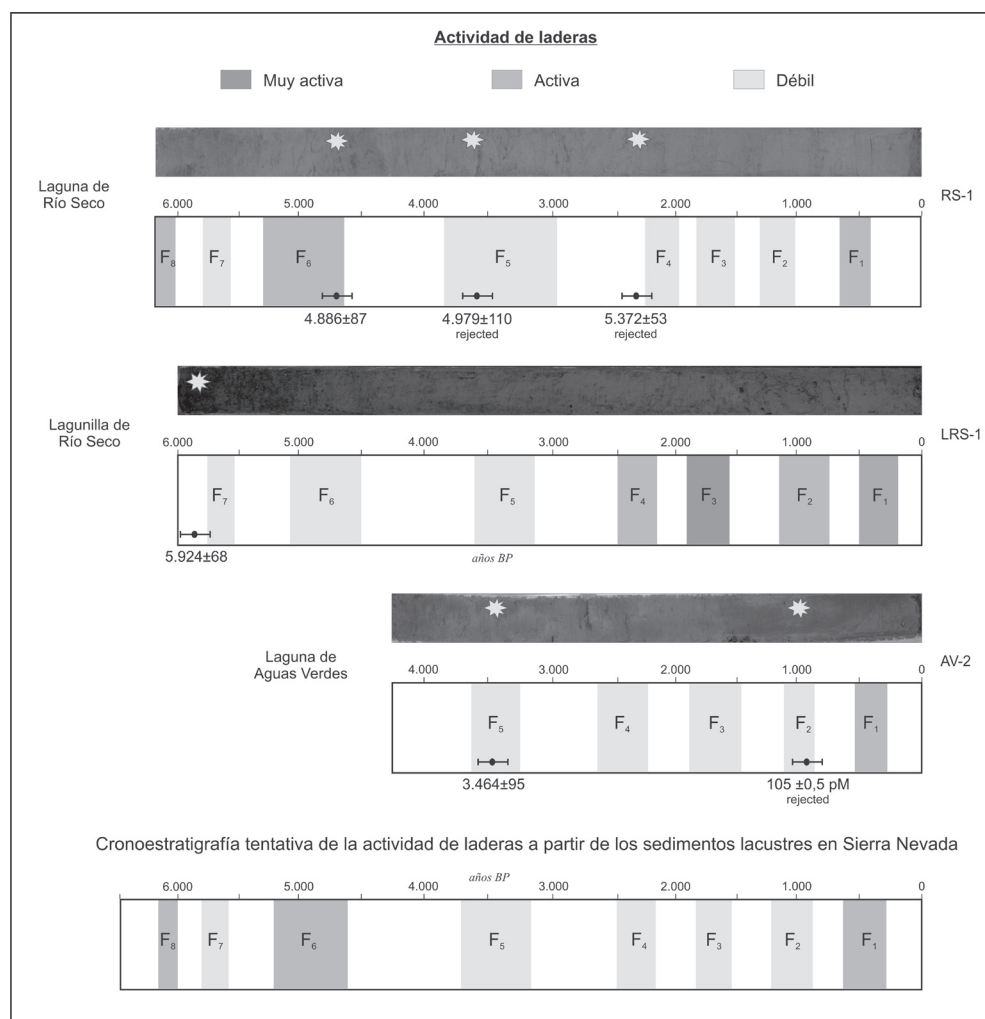 Actividad de laderas
Muy activa Activa Débil
Laguna de
Río Seco
RS-1
6.000 5.000 4.000 3.000 2.000 1.000 0
F8 F7 F6 F5 F4 F3 F2 F1
4.886±87 4.979±110 5.372±53
rejected rejected
Lagunilla de
Río Seco
LRS-1
6.000 5.000 4.000 3.000 2.000 1.000 0
F7 F6 F5 F4 F3 F2 F1
5.924±68
años BP
Laguna de
Aguas Verdes
AV-2
4.000 3.000 2.000 1.000 0
F5 F4 F3 F2 F1
3.464±95 105 ±0,5 pM
rejected
Cronoestratigrafía tentativa de la actividad de laderas a partir de los sedimentos lacustres en Sierra Nevada
años BP
6.000 5.000 4.000 3.000 2.000 1.000 0
F8 F7 F6 F5 F4 F3 F2 F1